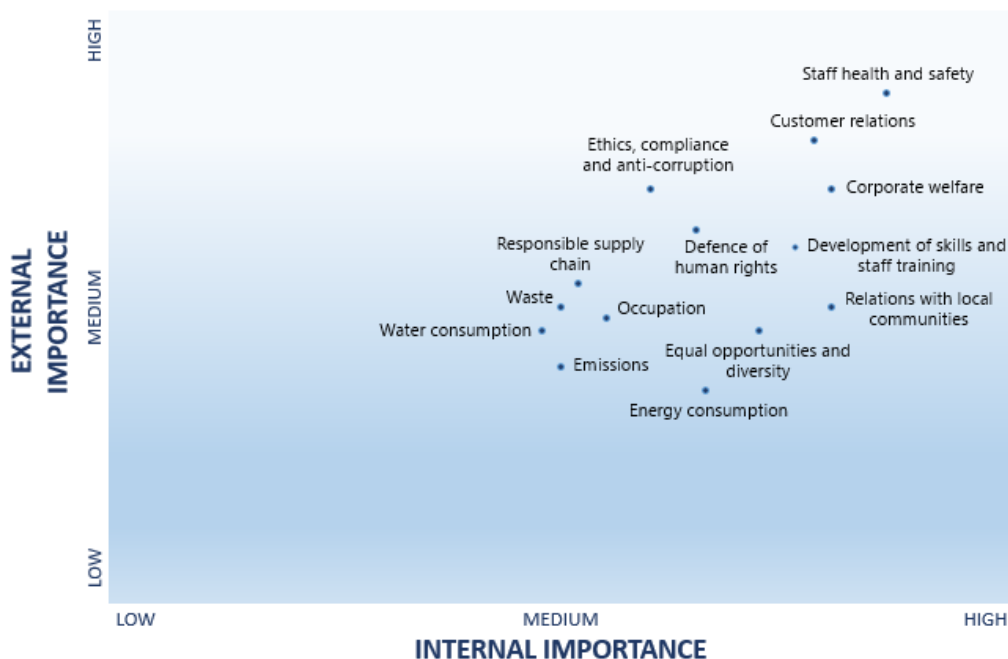 HIGH
Staff health and safety
Customer relations
Ethics, compliance
and anti-corruption
Corporate welfare
Responsible supply
chain
Defence of
human rights
Development of skills and
staff training
EXTERNAL
IMPORTANCE
MEDIUM
Waste
Occupation
Relations with local
communities
Water consumption
Emissions
Equal opportunities and
diversity
Energy consumption
LOW
LOW
MEDIUM
HIGH
INTERNAL IMPORTANCE